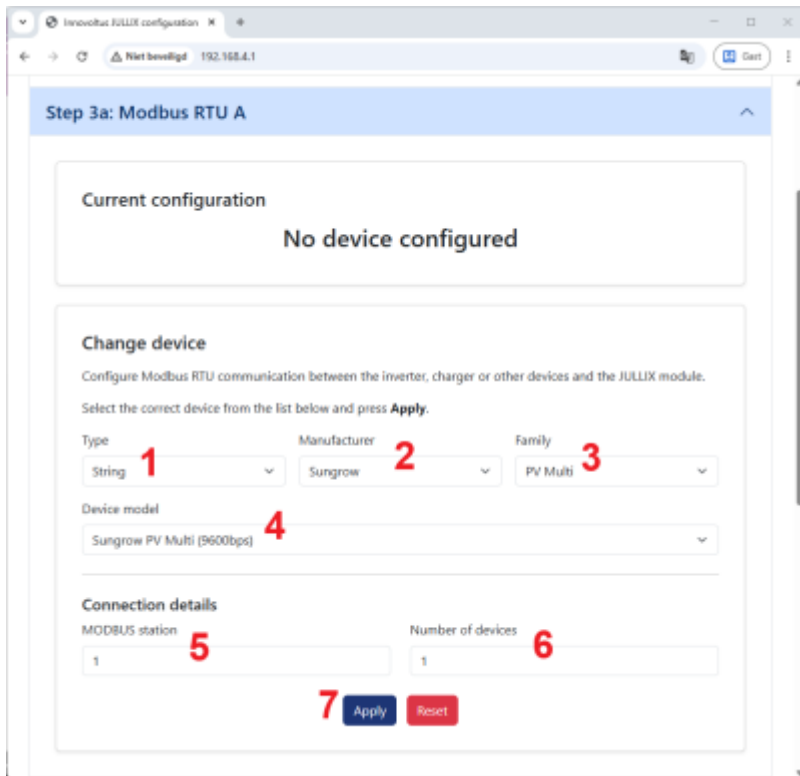 Innovoltus JULLIX configuration
Niet beveiligd 192.168.4.1 Gast
Step 3a: Modbus RTU A
Current configuration
No device configured
Change device
Configure Modbus RTU communication between the inverter, charger or other devices and the JULLIX module.
Select the correct device from the list below and press Apply.
Type Manufacturer Family
1 2 3
String Sungrow PV Multi
Device model
4
Sungrow PV Multi (9600bps)
Connection details
MODBUS station Number of devices
5 6
1 1
7 Apply Reset